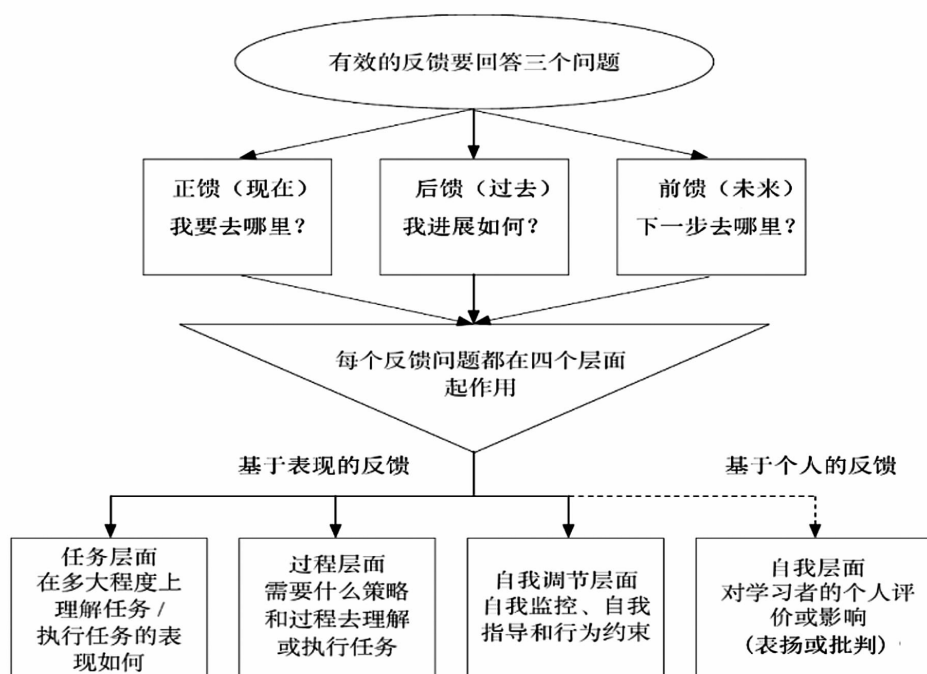 有效的反馈要回答三个问题
正馈（现在）
我要去哪里？
后馈（过去）
我进展如何？
前馈（未来）
下一步去哪里？
每个反馈问题都在四个层面
起作用
基于表现的反馈
基于个人的反馈
任务层面
在多大程度上
理解任务/
执行任务的表
现如何
过程层面
需要什么策略
和过程去理解
或执行任务
自我调节层面
自我监控、自我
指导和行为约束
自我层面
对学习者的个人评
价或影响
（表扬或批判）